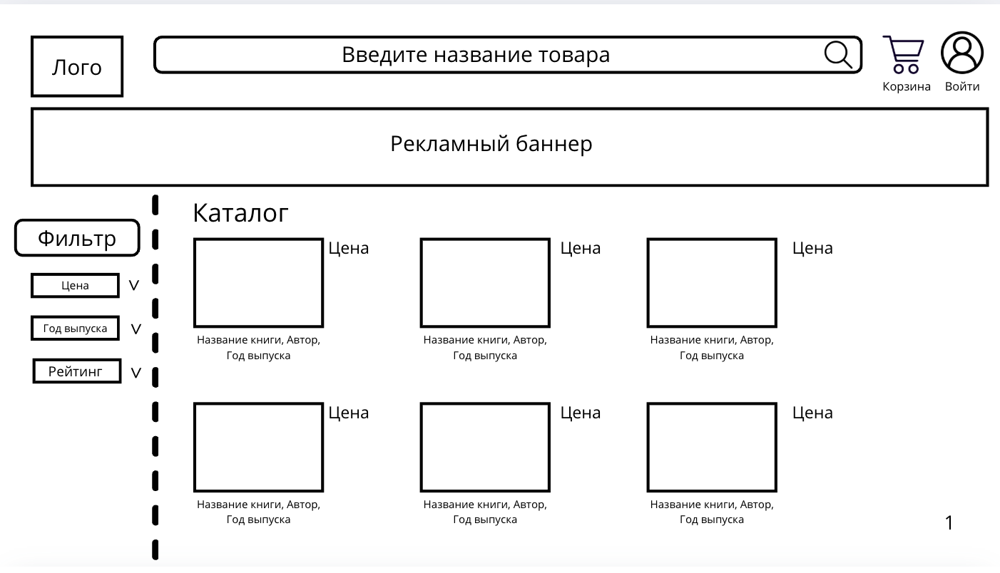 Лого
Введите название товара
Корзина
Войти
Рекламный баннер
Фильтр
Цена
Год выпуска
Рейтинг
Каталог
Цена
Цена
Цена
Название книги, Автор,
Год выпуска
Название книги, Автор,
Год выпуска
Название книги, Автор,
Год выпуска
Цена
Цена
Цена
Название книги, Автор,
Год выпуска
Название книги, Автор,
Год выпуска
Название книги, Автор,
Год выпуска
1